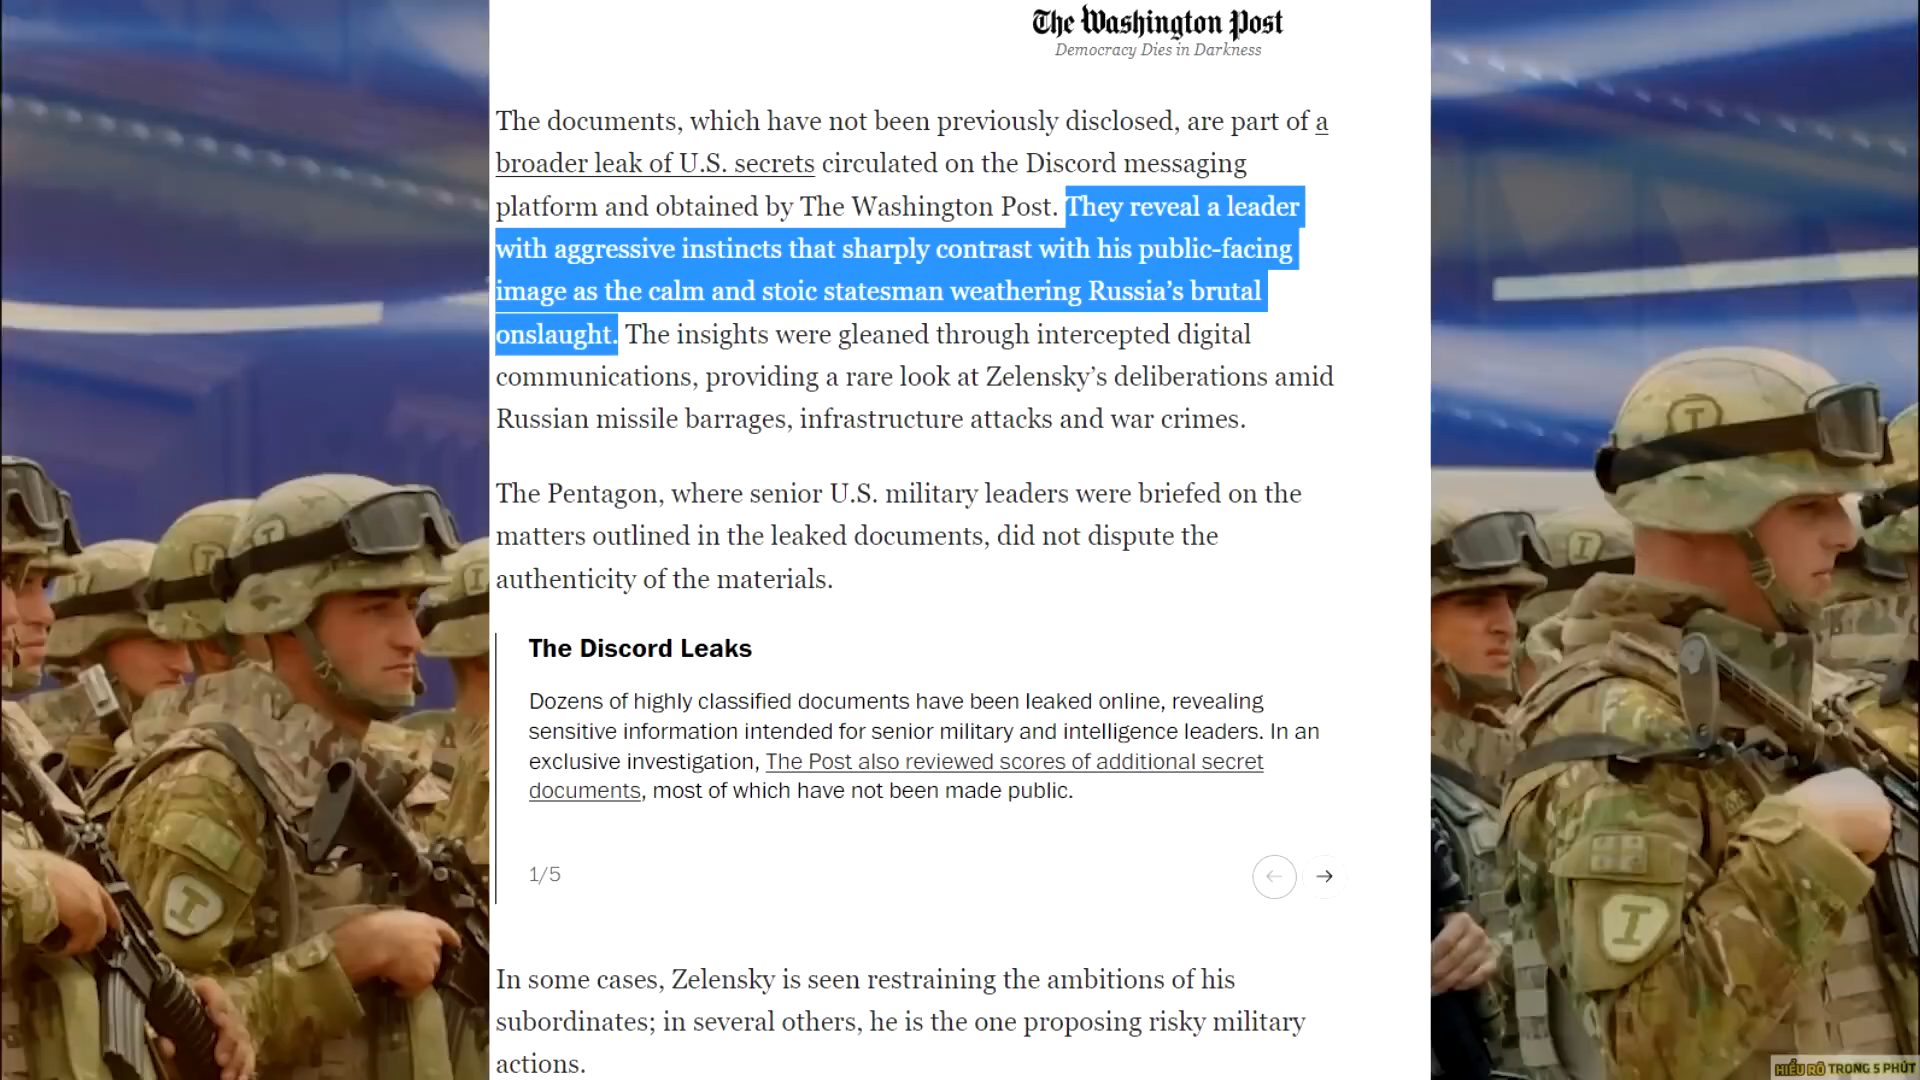 The Washington Post
Democracy Dies in Darkness
The documents, which have not been previously disclosed, are part of a
broader leak of U.S. secrets circulated on the Discord messaging
platform and obtained by The Washington Post. They reveal a leader
with aggressive instincts that sharply contrast with his public-facing
image as the calm and stoic statesman weathering Russia’s brutal
onslaught. The insights were gleaned through intercepted digital
communications, providing a rare look at Zelensky’s deliberations amid
Russian missile barrages, infrastructure attacks and war crimes.
The Pentagon, where senior U.S. military leaders were briefed on the
matters outlined in the leaked documents, did not dispute the
authenticity of the materials.
The Discord Leaks
Dozens of highly classified documents have been leaked online, revealing
sensitive information intended for senior military and intelligence leaders. In an
exclusive investigation, The Post also reviewed scores of additional secret
documents, most of which have not been made public.
1/5
In some cases, Zelensky is seen restraining the ambitions of his
subordinates; in several others, he is the one proposing risky military
actions.
HIỂU RÕ TRONG 5 PHÚT